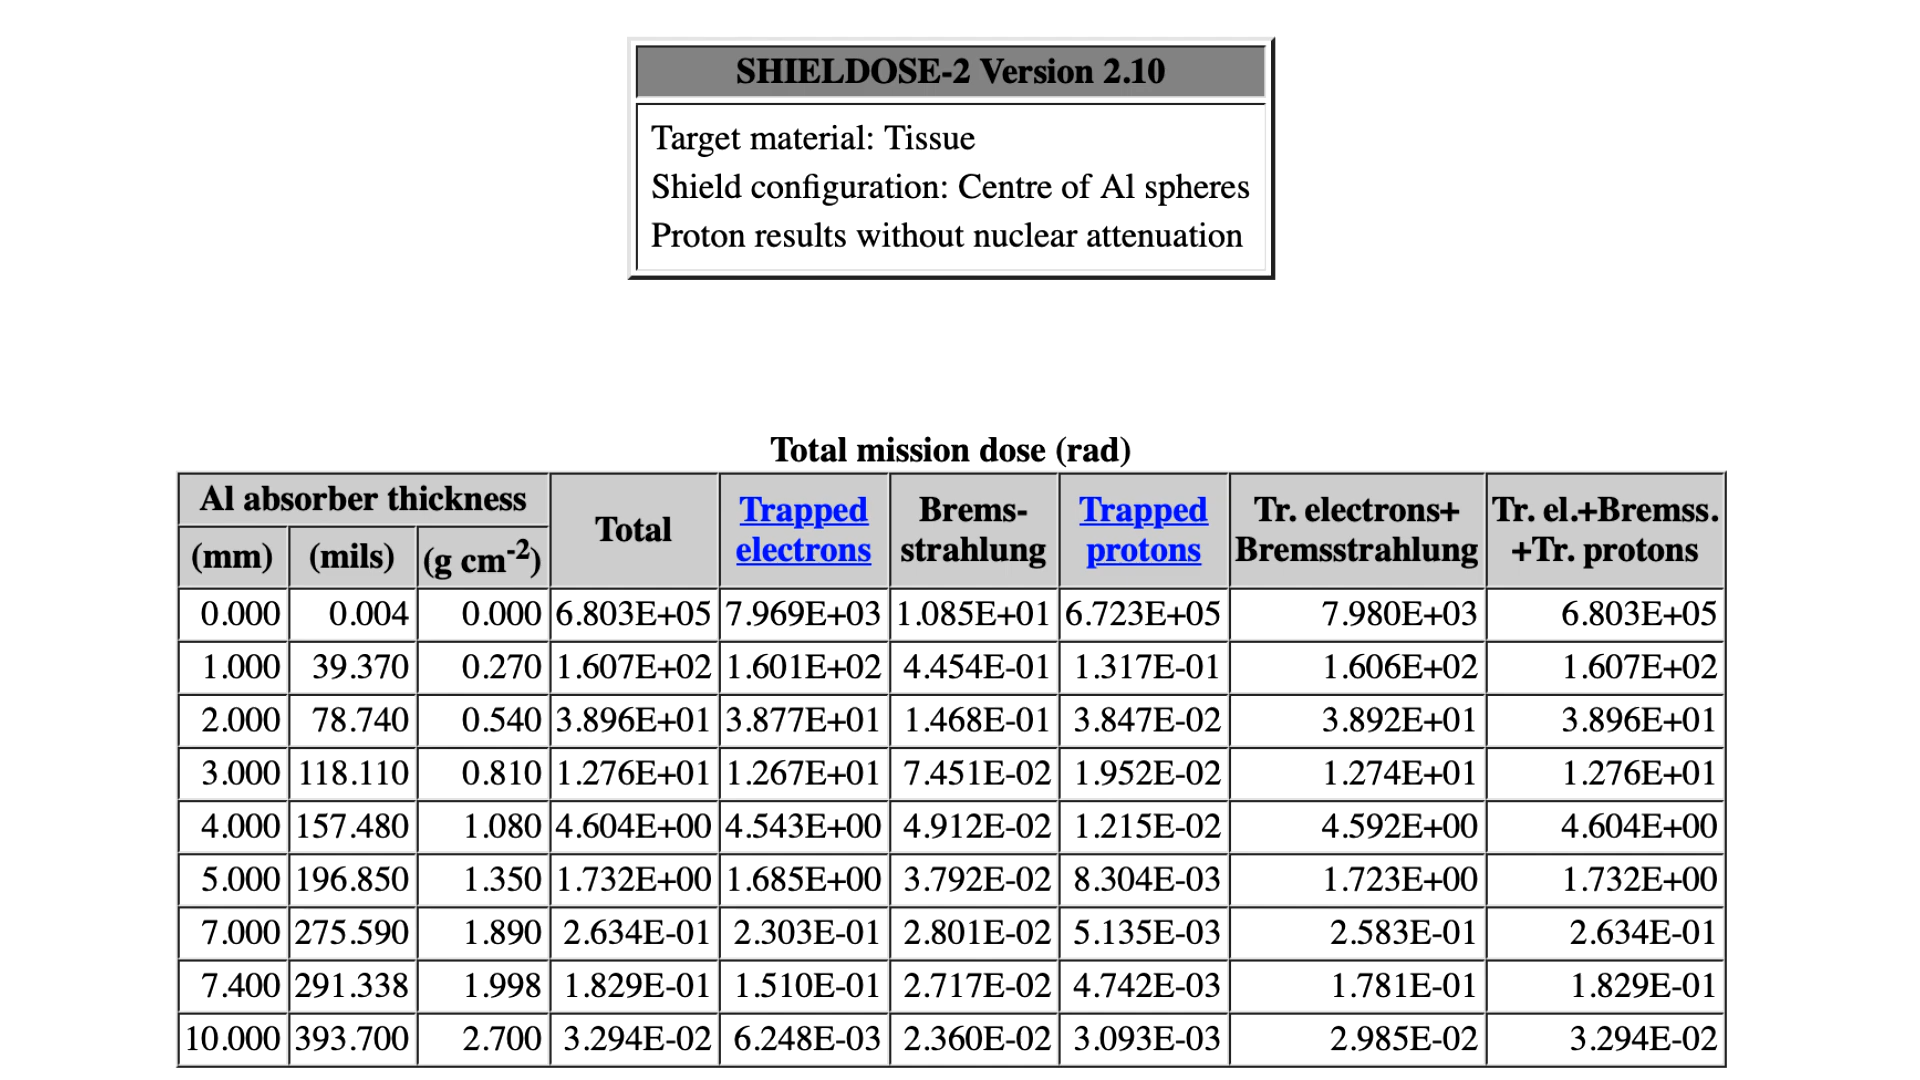 SHIELDOSE-2 Version 2.10
Target material: Tissue
Shield configuration: Centre of Al spheres
Proton results without nuclear attenuation
Total mission dose (rad)
Al absorber thickness Total Trapped electrons Brems-strahlung Trapped protons Tr. electrons+ Bremsstrahlung Tr. el.+Bremss. +Tr. protons
(mm) (mils) (g cm-2)
0.000 0.004 0.000 6.803E+05 7.969E+03 1.085E+01 6.723E+05 7.980E+03 6.803E+05
1.000 39.370 0.270 1.607E+02 1.601E+02 4.454E-01 1.317E-01 1.606E+02 1.607E+02
2.000 78.740 0.540 3.896E+01 3.877E+01 1.468E-01 3.847E-02 3.892E+01 3.896E+01
3.000 118.110 0.810 1.276E+01 1.267E+01 7.451E-02 1.952E-02 1.274E+01 1.276E+01
4.000 157.480 1.080 4.604E+00 4.543E+00 4.912E-02 1.215E-02 4.592E+00 4.604E+00
5.000 196.850 1.350 1.732E+00 1.685E+00 3.792E-02 8.304E-03 1.723E+00 1.732E+00
7.000 275.590 1.890 2.634E-01 2.303E-01 2.801E-02 5.135E-03 2.583E-01 2.634E-01
7.400 291.338 1.998 1.829E-01 1.510E-01 2.717E-02 4.742E-03 1.781E-01 1.829E-01
10.000 393.700 2.700 3.294E-02 6.248E-03 2.360E-02 3.093E-03 2.985E-02 3.294E-02